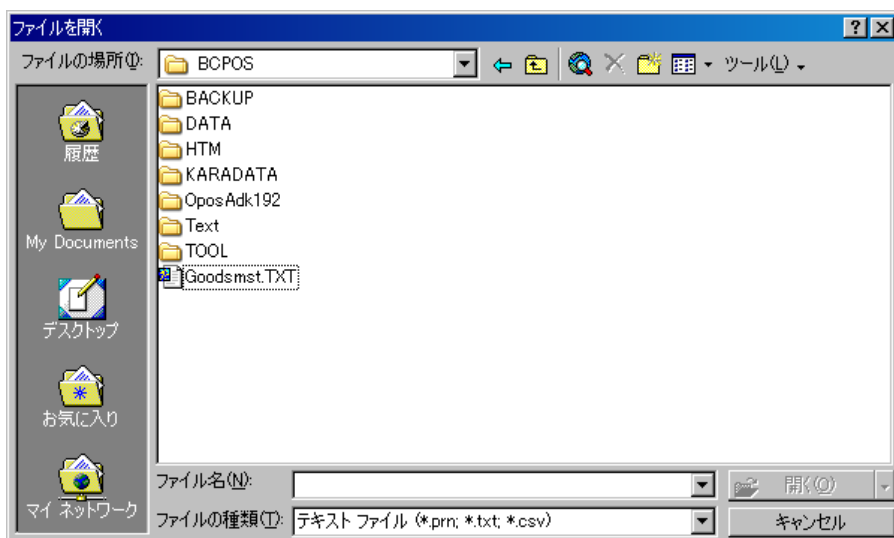 ファイルを開く
ファイルの場所(I): BCPOS ツール(L)
BACKUP
DATA
HTM
KARADATA
OposAdk192
Text
TOOL
Goodsmst.TXT
履歴
My Documents
デスクトップ
お気に入り
マイ ネットワーク
ファイル名(N): 開く(O)
ファイルの種類(T): テキスト ファイル (*.prn; *.txt; *.csv) キャンセル